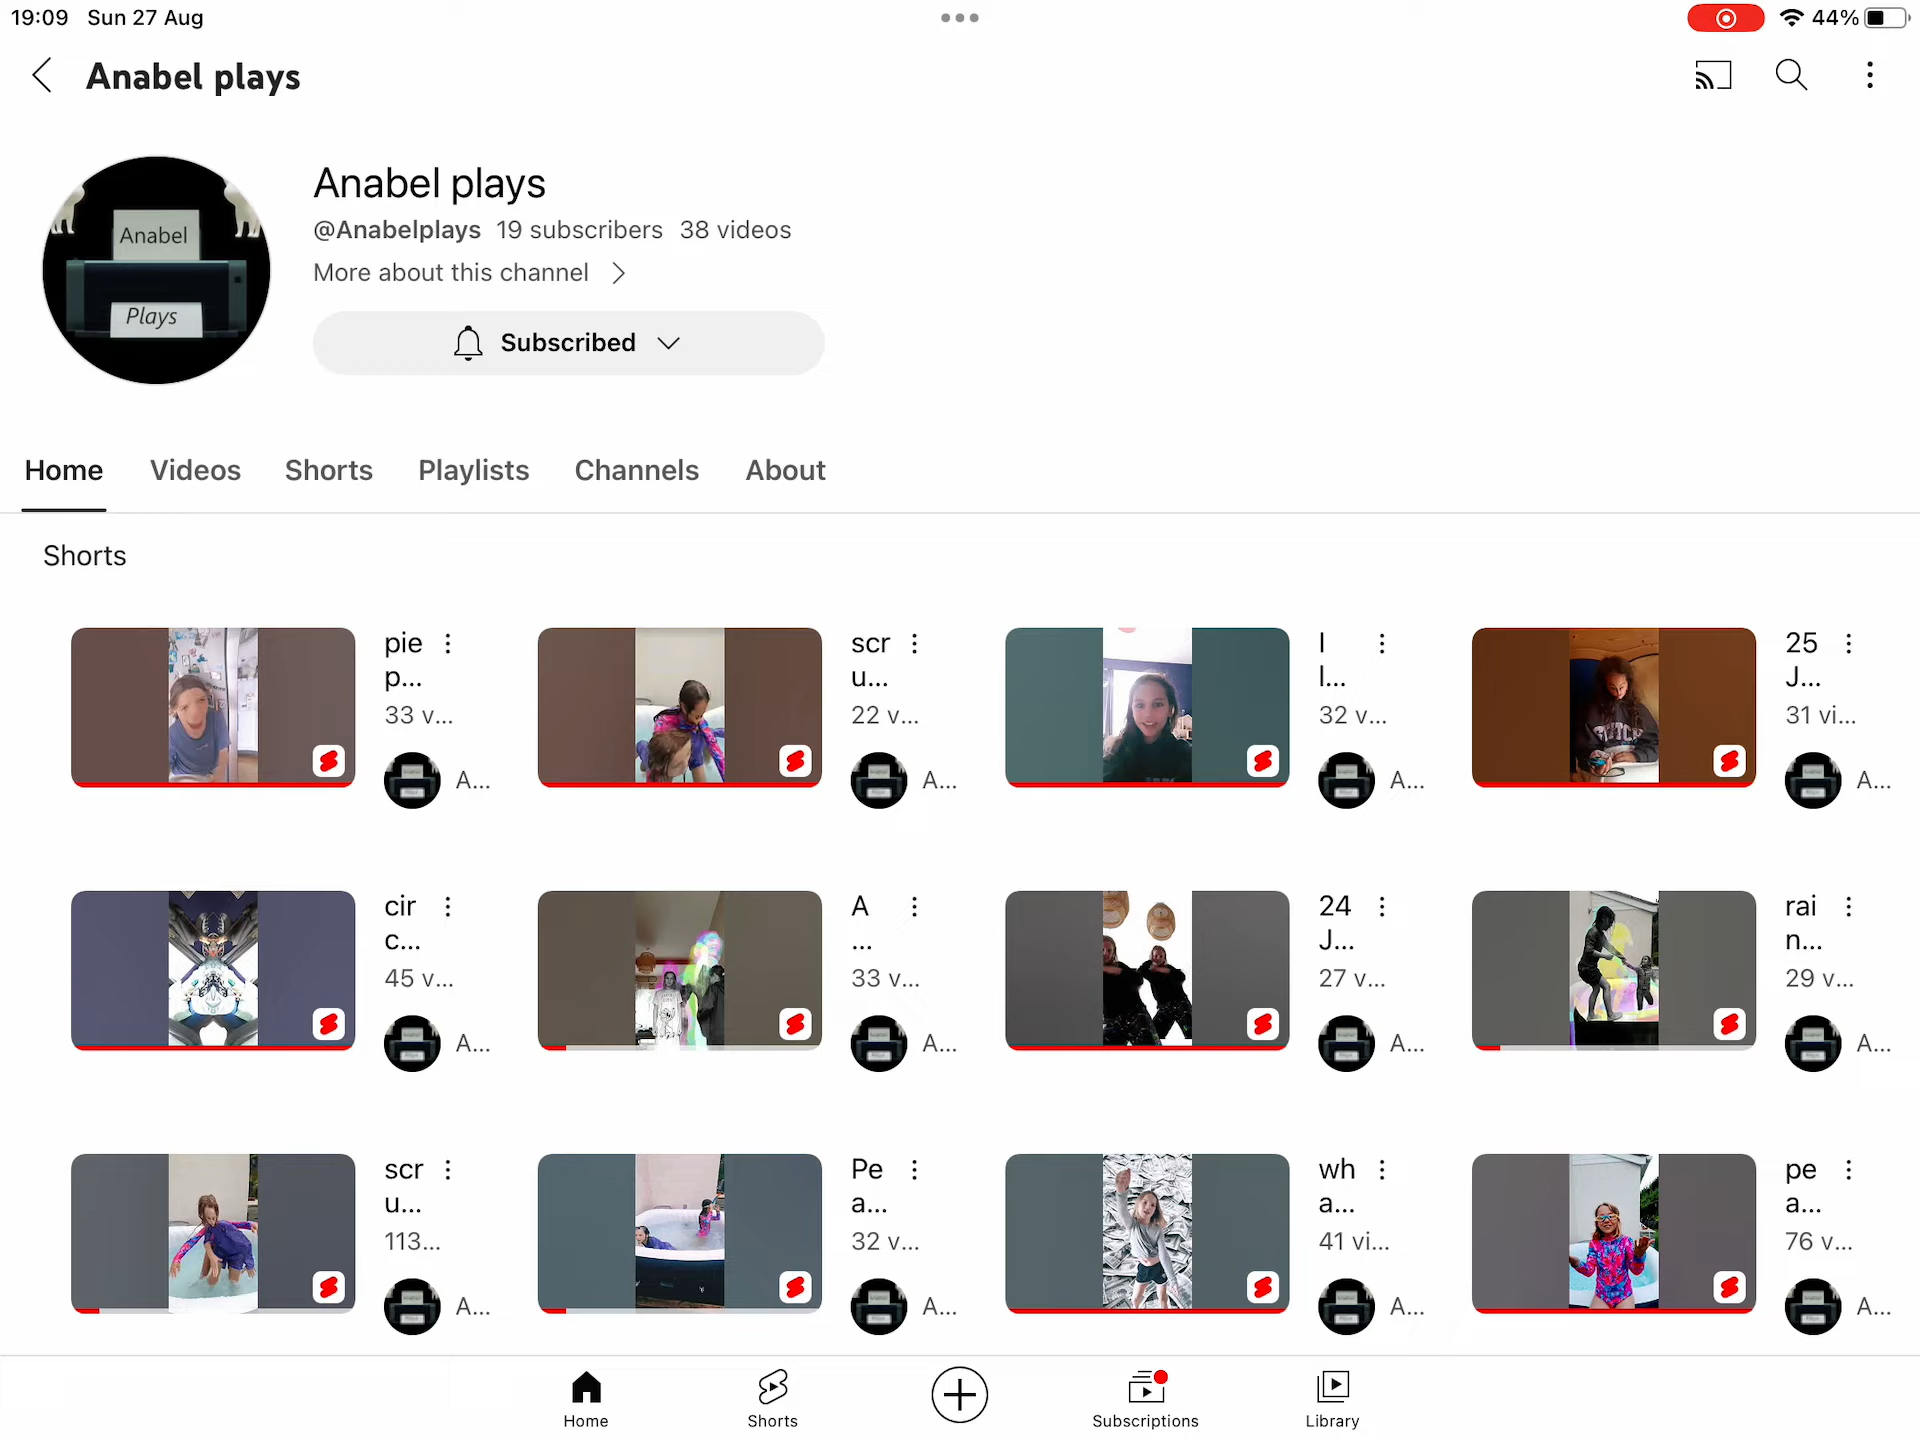 19:09 Sun 27 Aug
44%
Anabel plays
Anabel
Plays
Anabel plays
@Anabelplays 19 subscribers 38 videos
More about this channel
Subscribed
Home Videos Shorts Playlists Channels About
Shorts
pie
p...
33 v...
A...
scr
u...
22 v...
A...
I
l...
32 v...
A...
25
J...
31 vi...
A...
cir
c...
45 v...
A...
A
...
33 v...
A...
24
J...
27 v...
A...
rai
n...
29 v...
A...
scr
u...
113...
A...
Pe
a...
32 v...
A...
wh
a...
41 vi...
A...
pe
a...
76 v...
A...
Home Shorts Subscriptions Library